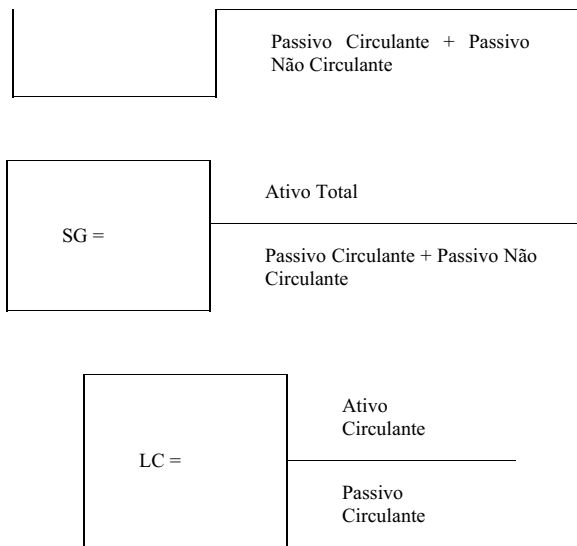 Passivo Circulante + Passivo
Não Circulante
Ativo Total
SG =
Passivo Circulante + Passivo Não
Circulante
Ativo
Circulante
LC =
Passivo
Circulante